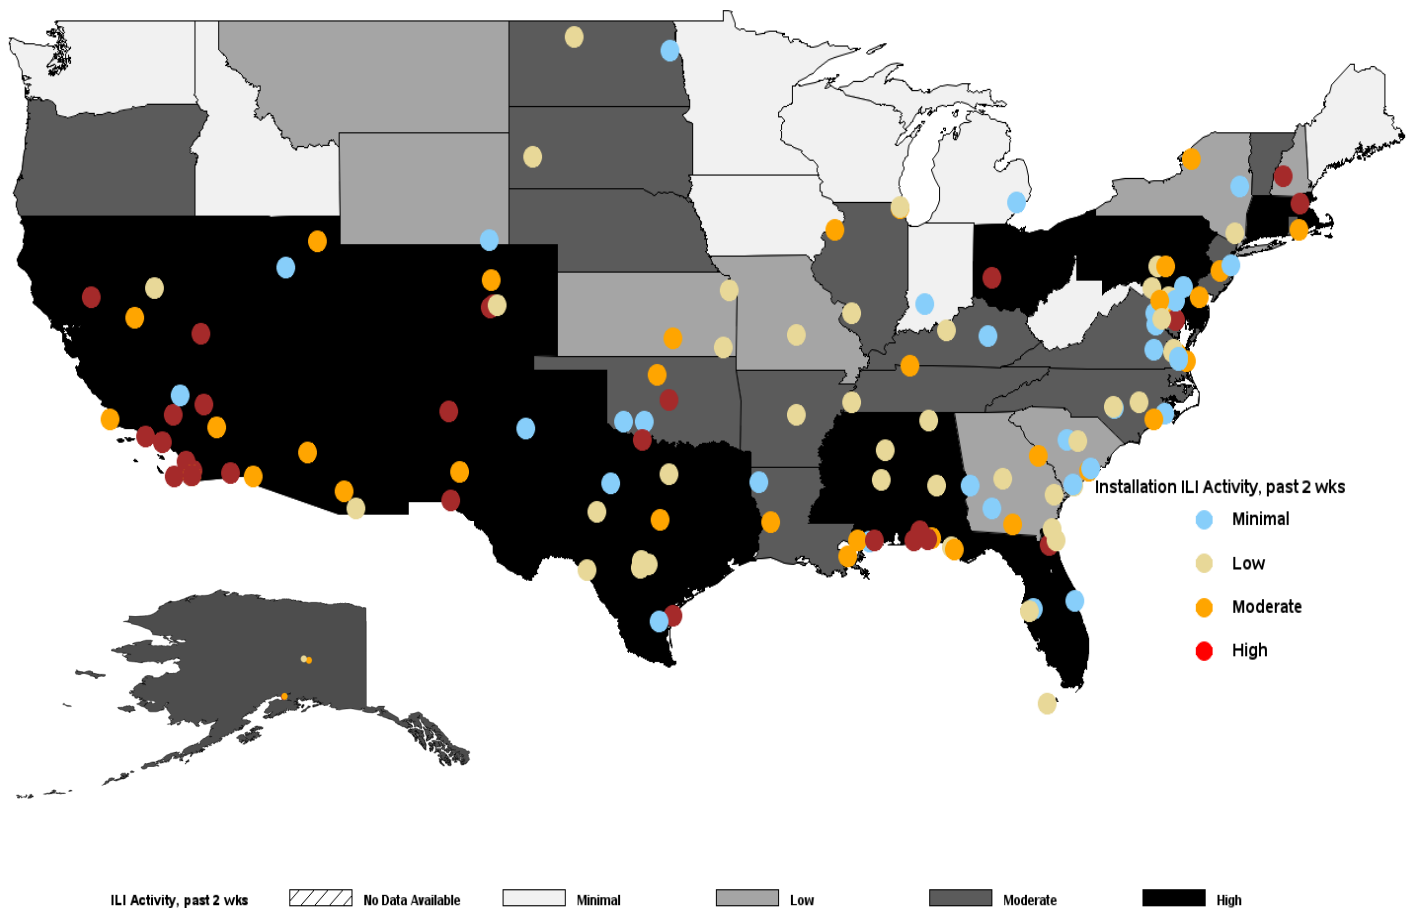 Installation ILI Activity, past 2 wks
Minimal
Low
Moderate
High
ILI Activity, past 2 wks No Data Available Minimal Low Moderate High